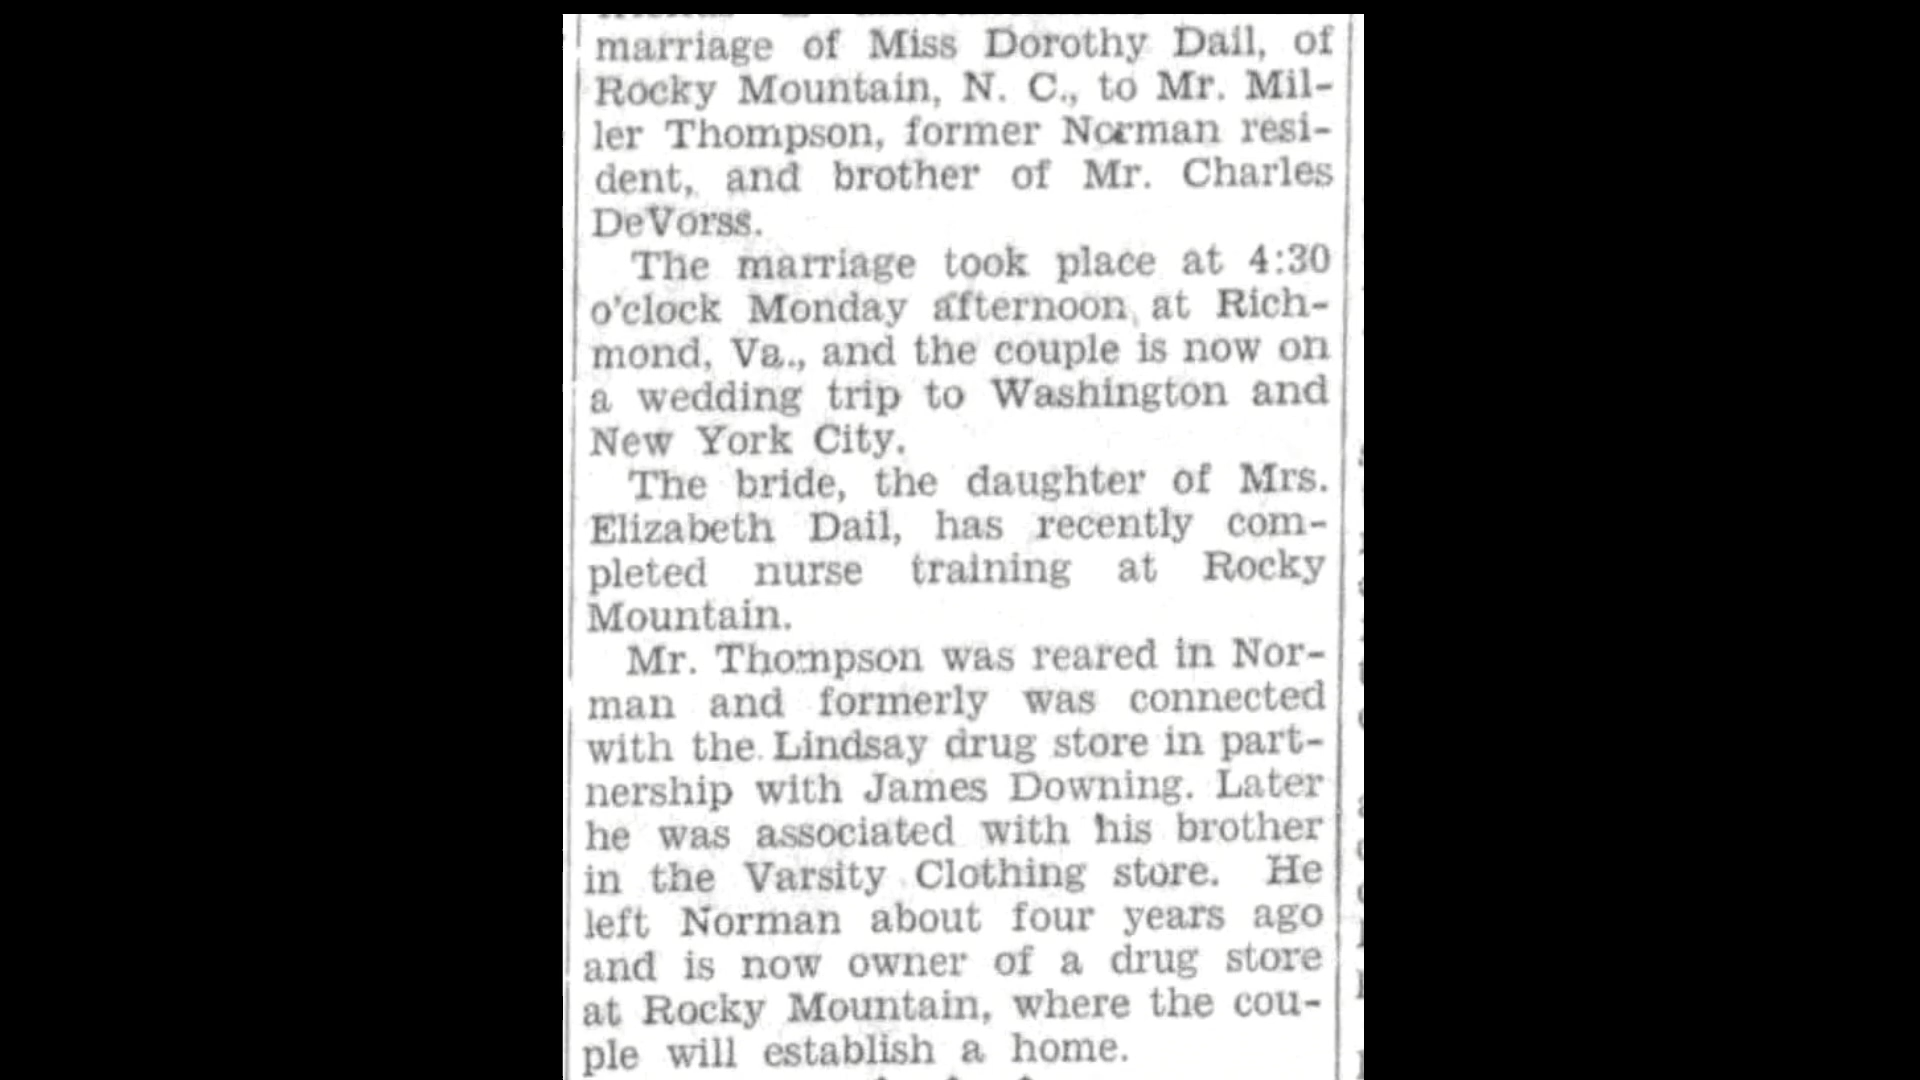 marriage of Miss Dorothy Dail, of
Rocky Mountain, N. C., to Mr. Mil-
ler Thompson, former Norman resi-
dent, and brother of Mr. Charles
DeVorss.
The marriage took place at 4:30
o'clock Monday afternoon at Rich-
mond, Va., and the couple is now on
a wedding trip to Washington and
New York City.
The bride, the daughter of Mrs.
Elizabeth Dail, has recently com-
pleted nurse training at Rocky
Mountain.
Mr. Thompson was reared in Nor-
man and formerly was connected
with the Lindsay drug store in part-
nership with James Downing. Later
he was associated with his brother
in the Varsity Clothing store. He
left Norman about four years ago
and is now owner of a drug store
at Rocky Mountain, where the cou-
ple will establish a home.